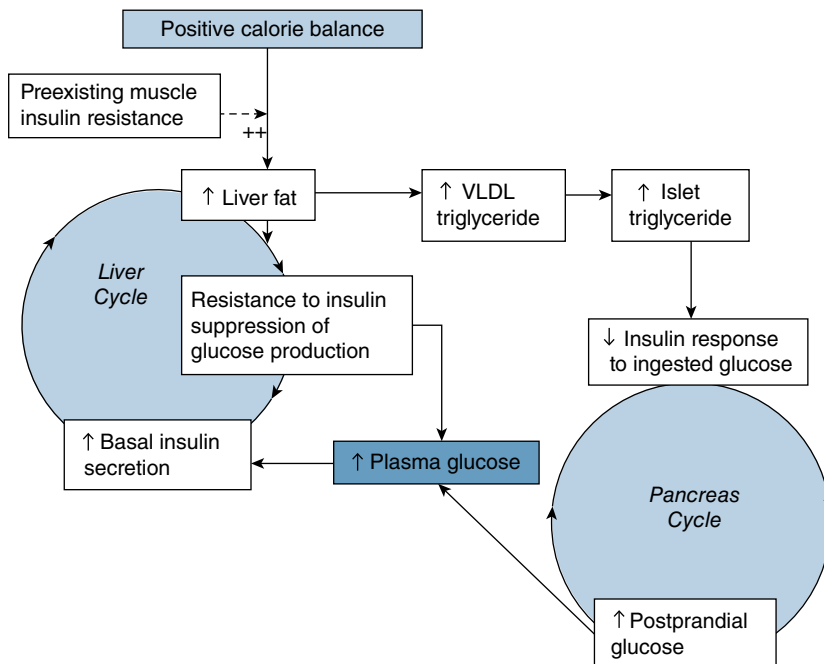 Positive calorie balance
Preexisting muscle
insulin resistance
++
↑ Liver fat
↑ VLDL
triglyceride
↑ Islet
triglyceride
Liver
Cycle
Resistance to insulin
suppression of
glucose production
↓ Insulin response
to ingested glucose
↑ Basal insulin
secretion
↑ Plasma glucose
Pancreas
Cycle
↑ Postprandial
glucose